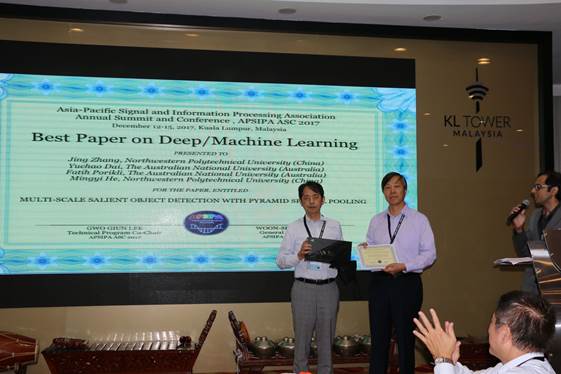 Asia-Pacific Signal and Information Processing Association
Annual Summit and Conference , APSIPA ASC 2017
December 12-15, 2017, Kuala Lumpur, Malaysia
Best Paper on Deep/Machine Learning
PRESENTED TO
Jing Zhang, Northwestern Polytechnical University (China)
Yuchao Dai, The Australian National University (Australia)
Fatih Porikli, The Australian National University (Australia)
Mingyi He, Northwestern Polytechnical University (China)
FOR THE PAPER, ENTITLED
MULTI-SCALE SALIENT OBJECT DETECTION WITH PYRAMID POOLING
GWO GIUN LEE
Technical Program Co-Chair
APSIPA ASC 2017
General
KL TOWER
MALAYSIA